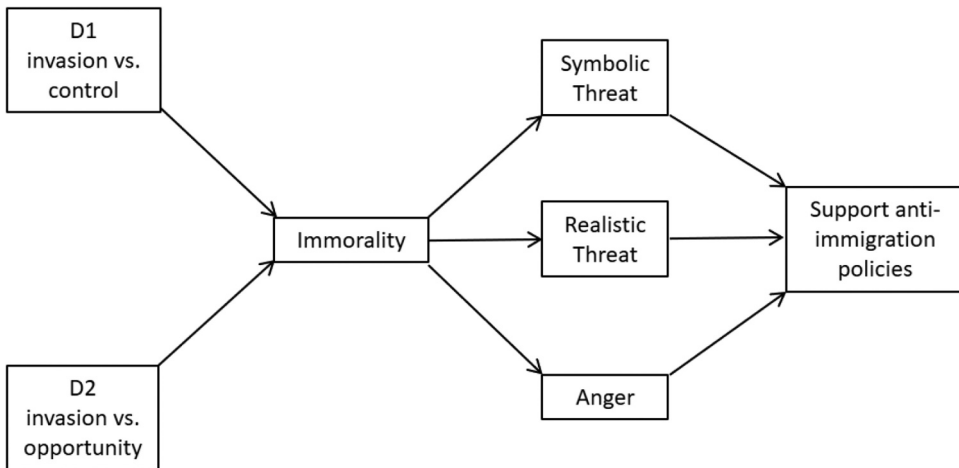 D1
invasion vs.
control
Symbolic
Threat
Immorality
Realistic
Threat
Support anti-
immigration
policies
D2
invasion vs.
opportunity
Anger